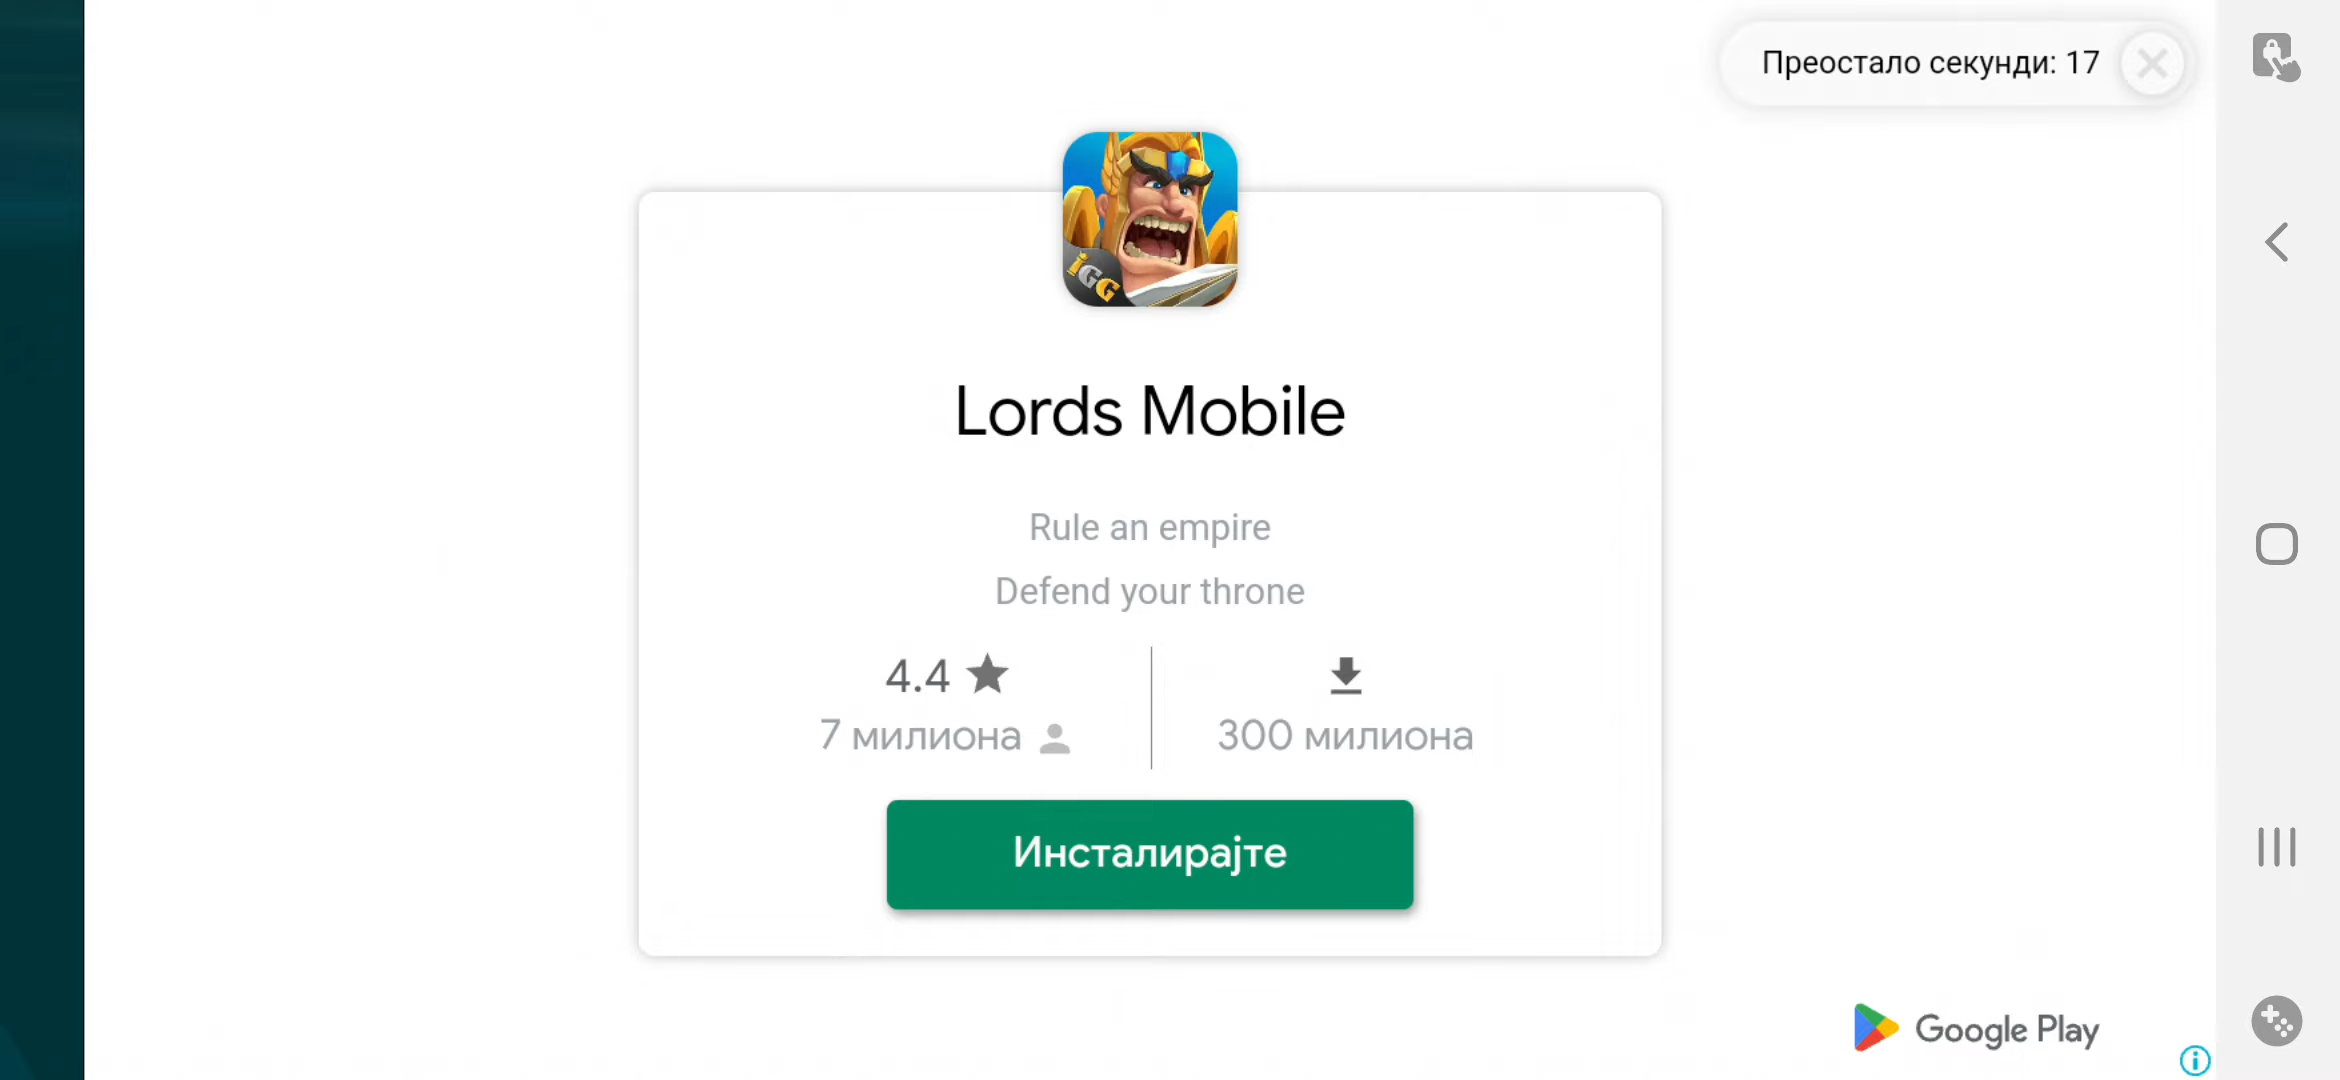 Преостало секунди: 17
IGG
Lords Mobile
Rule an empire
Defend your throne
4.4
7 милиона
300 милиона
Инсталирајте
Google Play